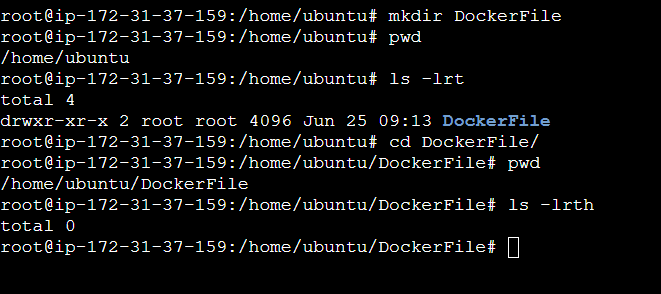 root@ip-172-31-37-159:/home/ubuntu# mkdir DockerFile
root@ip-172-31-37-159:/home/ubuntu# pwd
/home/ubuntu
root@ip-172-31-37-159:/home/ubuntu# ls -lrt
total 4
drwxr-xr-x 2 root root 4096 Jun 25 09:13 DockerFile
root@ip-172-31-37-159:/home/ubuntu# cd DockerFile/
root@ip-172-31-37-159:/home/ubuntu/DockerFile# pwd
/home/ubuntu/DockerFile
root@ip-172-31-37-159:/home/ubuntu/DockerFile# ls -lrth
total 0
root@ip-172-31-37-159:/home/ubuntu/DockerFile#